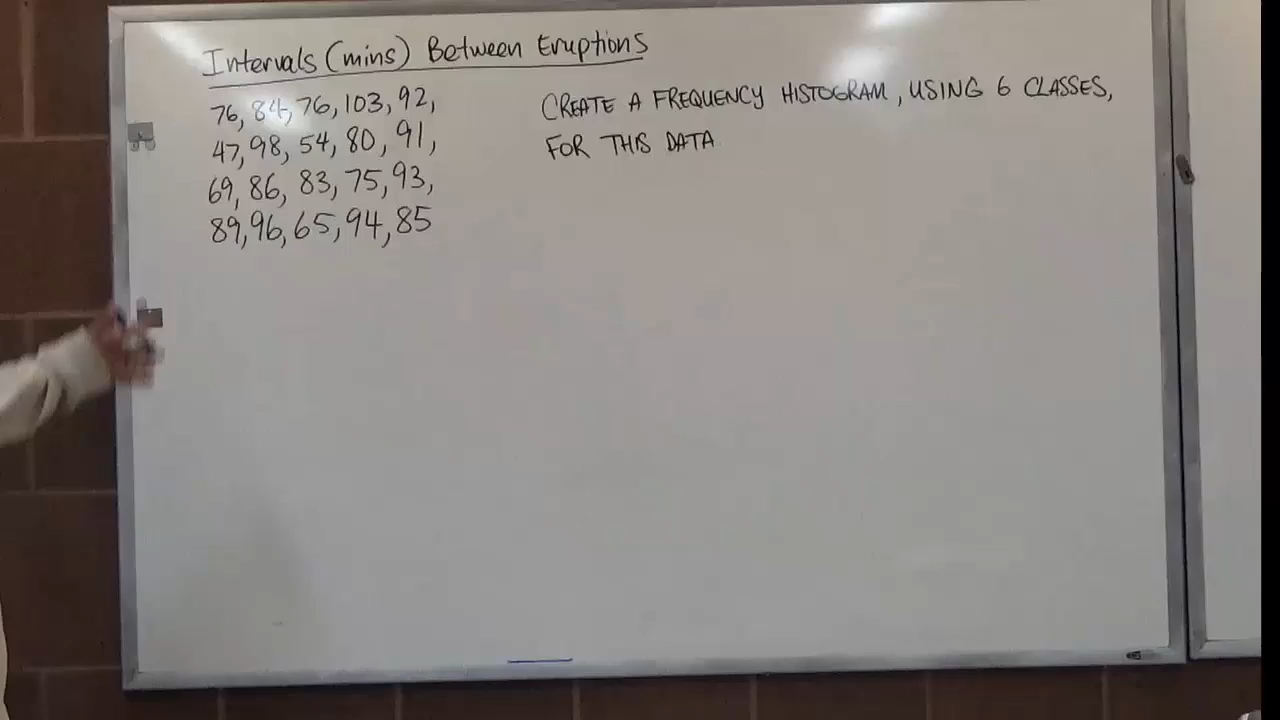 Intervals (mins) Between Eruptions
76, 84, 76, 103, 92,
47, 98, 54, 80, 91,
69, 86, 83, 75, 93,
89, 96, 65, 94, 85
CREATE A FREQUENCY HISTOGRAM, USING 6 CLASSES,
FOR THIS DATA